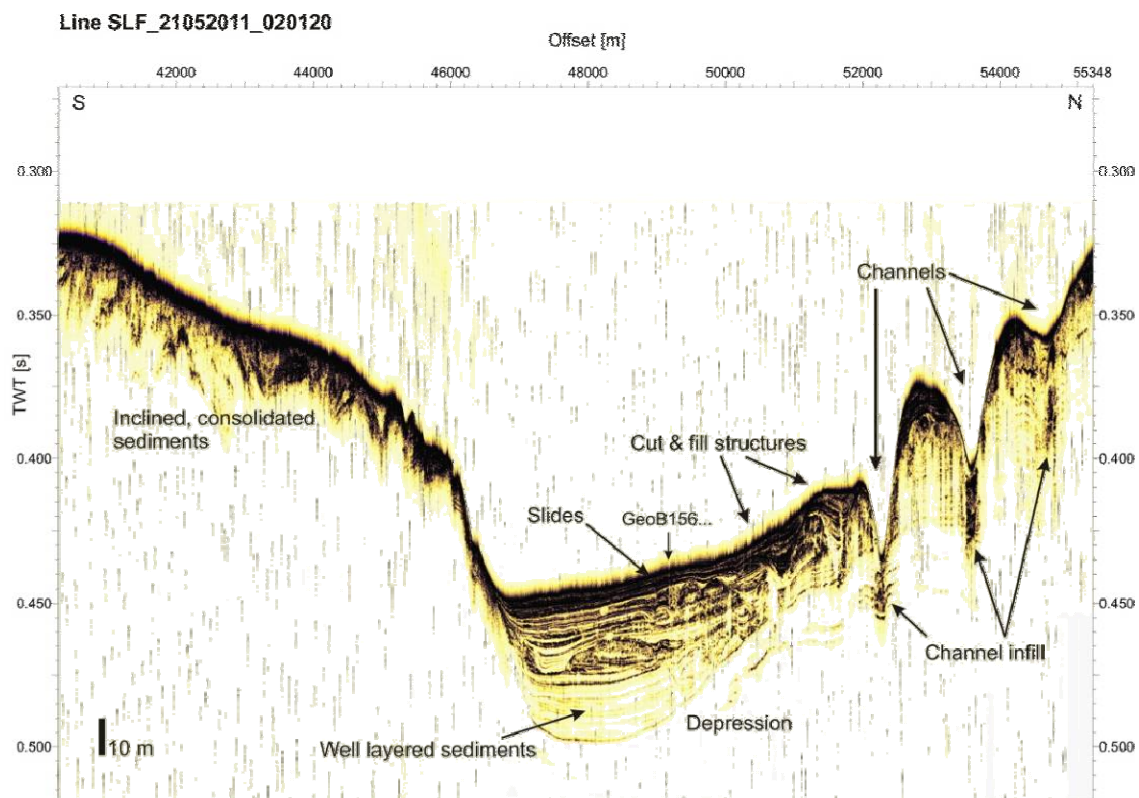 Line SLF_21052011_020120
Offset [m]
42000 44000 46000 48000 50000 52000 54000 55348
S N
0.300 0.300
Channels
0.350 0.350
TWT [s]
Inclined, consolidated
sediments
Cut & fill structures
0.400 0.400
Slides
GeoB156...
0.450 0.450
Channel infill
Depression
Well layered sediments
10 m
0.500 0.500